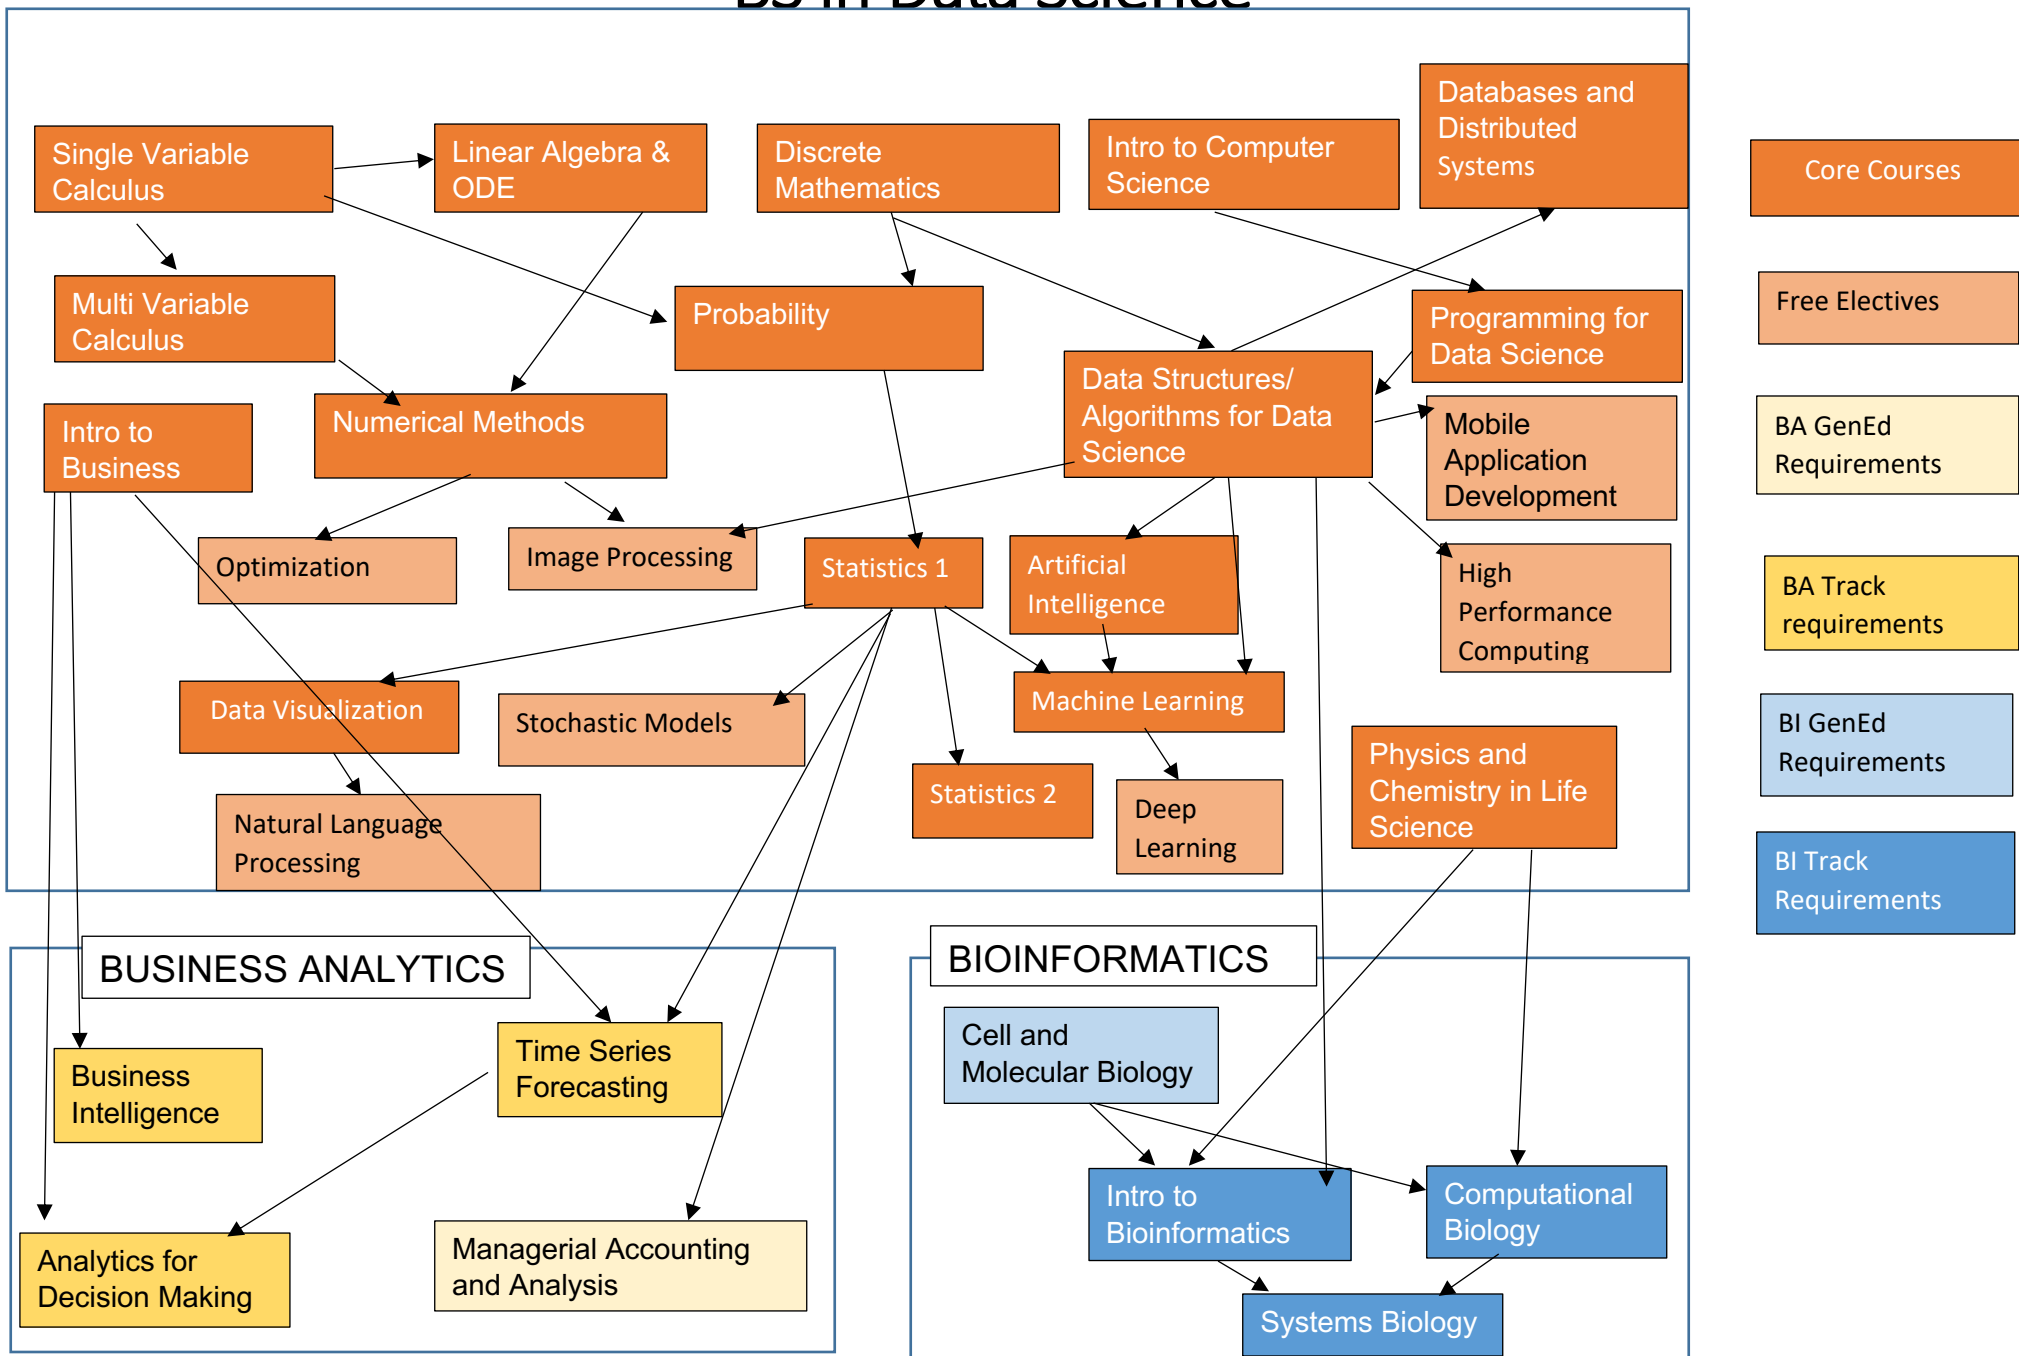 BS in Data Science
Single Variable
Calculus
Linear Algebra &
ODE
Discrete
Mathematics
Intro to Computer
Science
Databases and
Distributed
Systems
Core Courses
Multi Variable
Calculus
Probability
Programming for
Data Science
Free Electives
Intro to
Business
Numerical Methods
Data Structures/
Algorithms for Data
Science
Mobile
Application
Development
BA GenEd
Requirements
Optimization
Image Processing
Statistics 1
Artificial
Intelligence
High
Performance
Computing
BA Track
requirements
Data Visualization
Stochastic Models
Machine Learning
Statistics 2
Deep
Learning
Physics and
Chemistry in Life
Science
BI GenEd
Requirements
Natural Language
Processing
BI Track
Requirements
BUSINESS ANALYTICS
Business
Intelligence
Time Series
Forecasting
Analytics for
Decision Making
Managerial Accounting
and Analysis
BIOINFORMATICS
Cell and
Molecular Biology
Intro to
Bioinformatics
Computational
Biology
Systems Biology